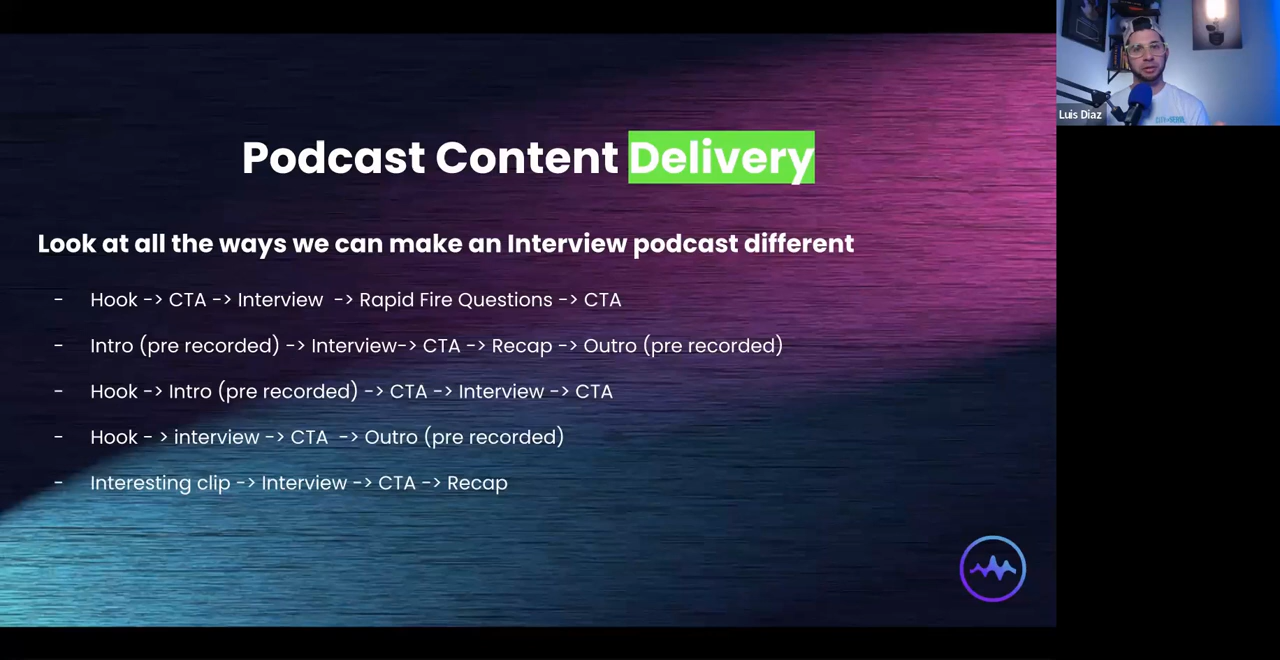 Podcast Content Delivery
Look at all the ways we can make an Interview podcast different
- Hook -> CTA -> Interview -> Rapid Fire Questions -> CTA
- Intro (pre recorded) -> Interview-> CTA -> Recap -> Outro (pre recorded)
- Hook -> Intro (pre recorded) -> CTA -> Interview -> CTA
- Hook - > interview -> CTA -> Outro (pre recorded)
- Interesting clip -> Interview -> CTA -> Recap
Luis Diaz